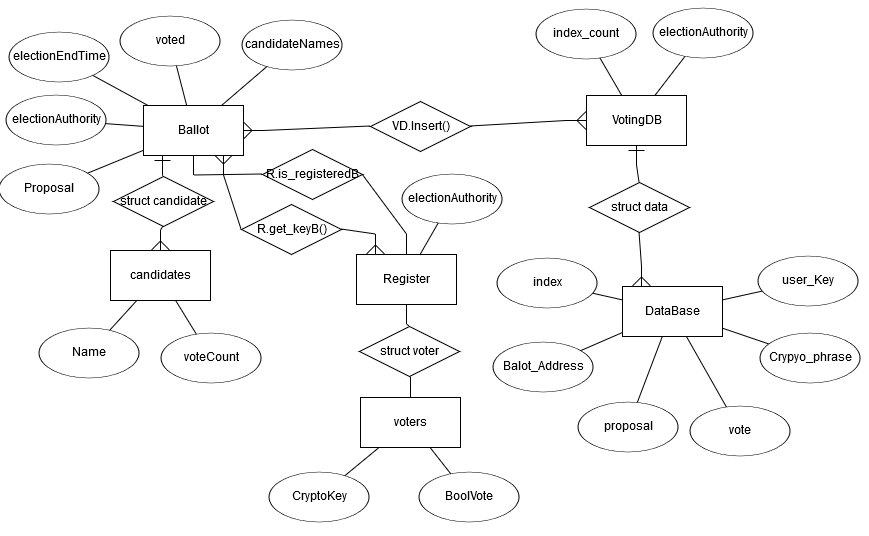 index_count
electionAuthority
voted
candidateNames
electionEndTime
electionAuthority
Ballot
VD.Insert()
VotingDB
Proposal
R.is_registeredB
struct candidate
electionAuthority
struct data
R.get_keyB()
candidates
Register
index
user_Key
DataBase
Name
voteCount
struct voter
Balot_Address
Crypyo_phrase
voters
proposal
vote
CryptoKey
BoolVote